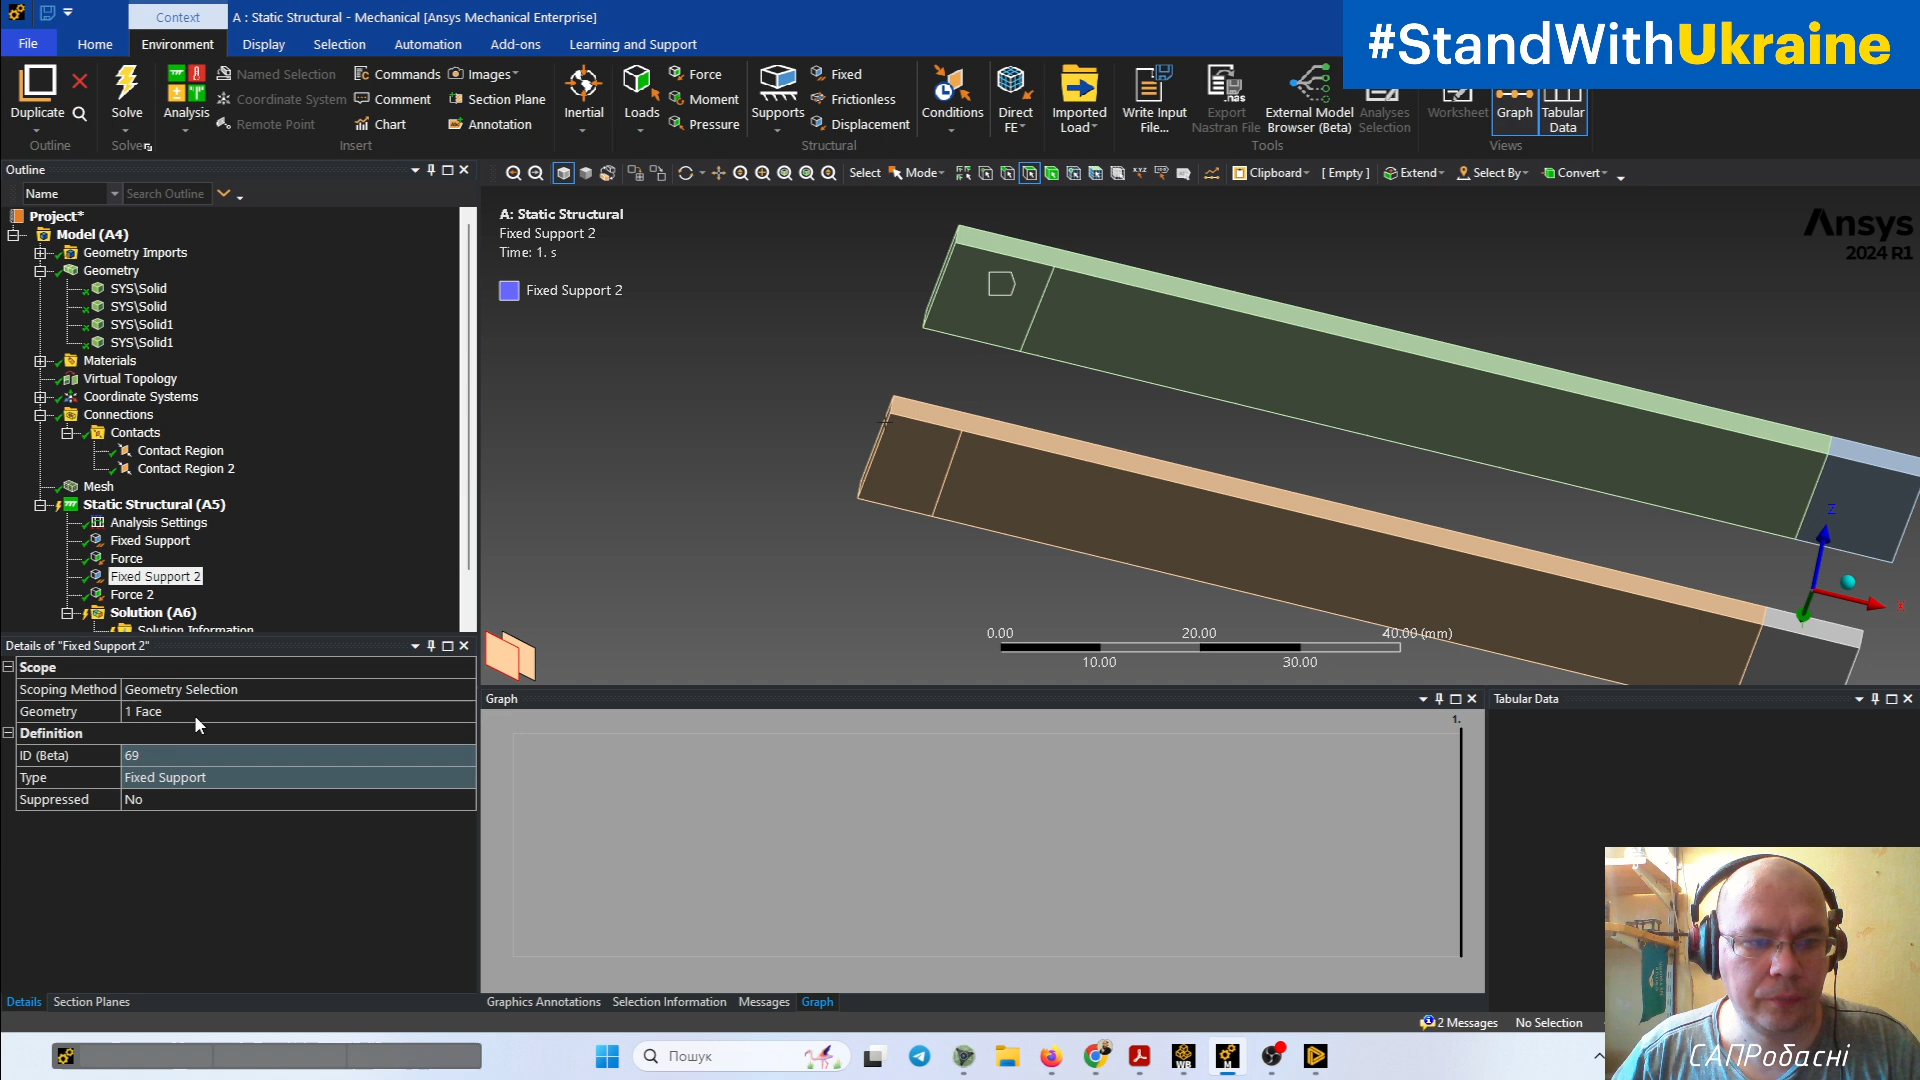 Context
A : Static Structural - Mechanical [Ansys Mechanical Enterprise]
#StandWithUkraine
File
Home
Environment
Display
Selection
Automation
Add-ons
Learning and Support
Duplicate
Outline
Solve
Solve
Analysis
Named Selection
Coordinate System
Remote Point
Commands
Comment
Chart
Images
Section Plane
Annotation
Insert
Inertial
Loads
Force
Moment
Pressure
Supports
Fixed
Frictionless
Displacement
Structural
Conditions
Direct FE
Imported Load
Write Input File...
Export Nastran File
External Model Browser (Beta)
Analyses Selection
Tools
Worksheet
Graph
Tabular Data
Views
Outline
Name
Search Outline
Select
Mode
Clipboard
[ Empty ]
Extend
Select By
Convert
Project*
Model (A4)
Geometry Imports
Geometry
SYS\Solid
SYS\Solid
SYS\Solid1
SYS\Solid1
Materials
Virtual Topology
Coordinate Systems
Connections
Contacts
Contact Region
Contact Region 2
Mesh
Static Structural (A5)
Analysis Settings
Fixed Support
Force
Fixed Support 2
Force 2
Solution (A6)
Solution Information
A: Static Structural
Fixed Support 2
Time: 1. s
Fixed Support 2
Ansys
2024 R1
Z
X
0.00
20.00
40.00 (mm)
10.00
30.00
Details of "Fixed Support 2"
Scope
Scoping Method Geometry Selection
Geometry 1 Face
Definition
ID (Beta) 69
Type Fixed Support
Suppressed No
Graph
1.
Tabular Data
Details
Section Planes
Graphics Annotations
Selection Information
Messages
Graph
2 Messages
No Selection
Пошук
WB
M
САПРобасні